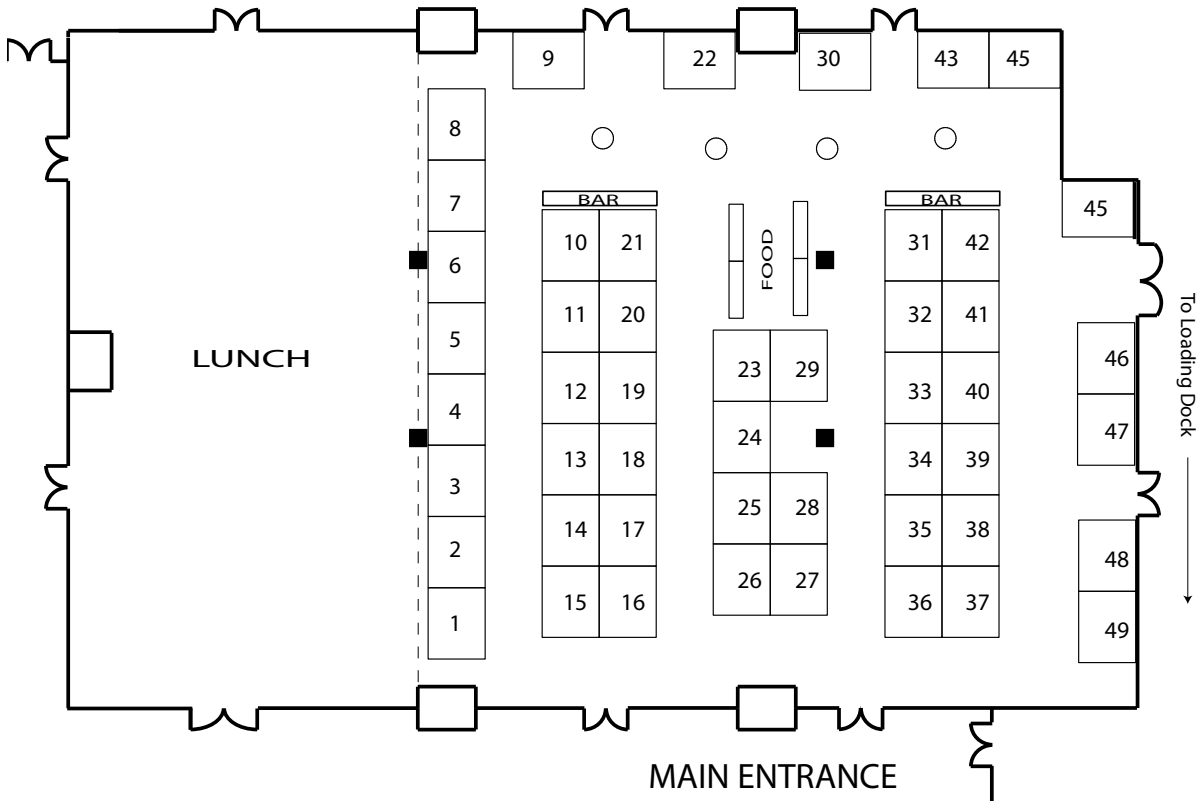 9 22 30 43 45
8
BAR BAR
7 45
10 21 FOOD 31 42
6
11 20 32 41
5 To Loading Dock
LUNCH 46
12 19 23 29 33 40
4 47
13 18 24 34 39
3
14 17 25 28 35 38
2 48
15 16 26 27 36 37
1 49
MAIN ENTRANCE